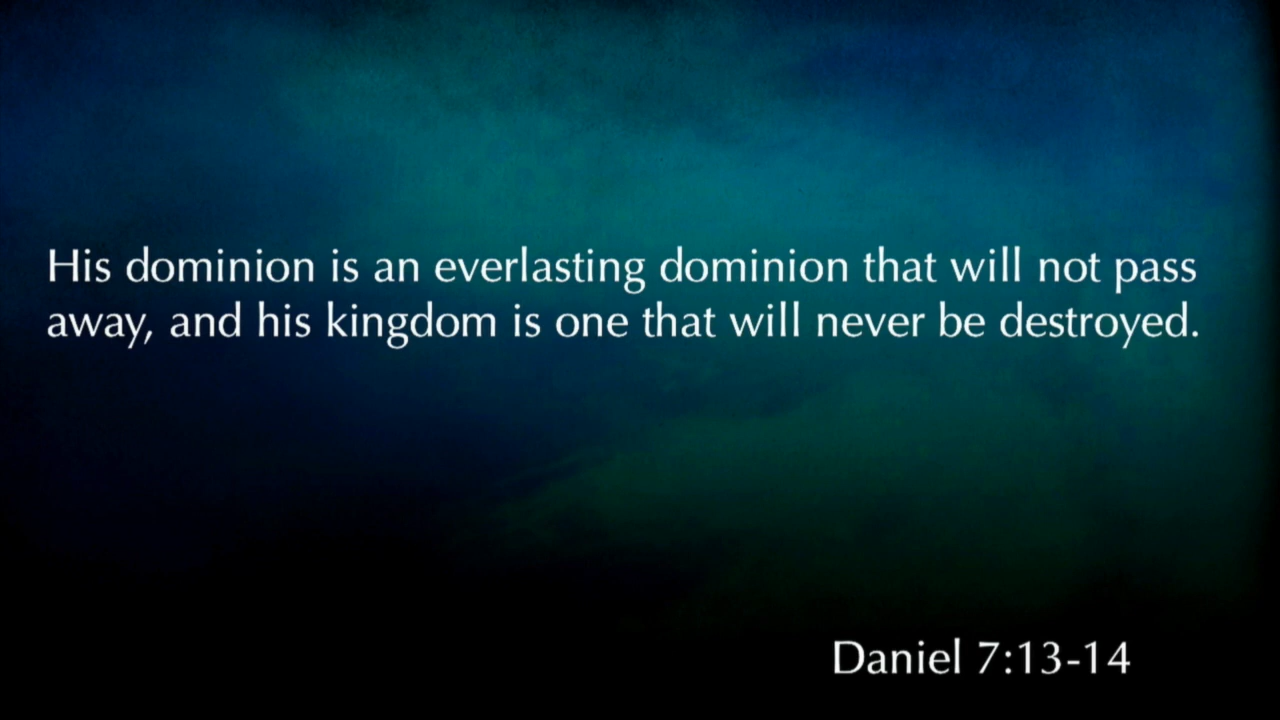 His dominion is an everlasting dominion that will not pass
away, and his kingdom is one that will never be destroyed.
Daniel 7:13-14